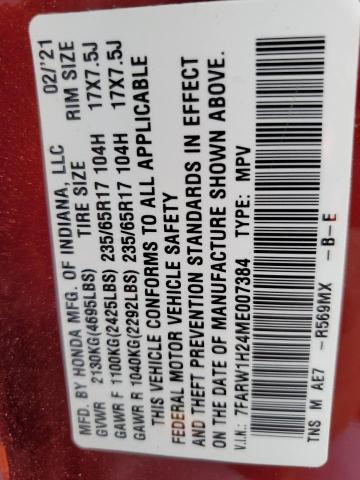 MFD. BY HONDA MFG. OF INDIANA, LLC 02/'21
GVWR 2130KG(4695LBS) TIRE SIZE RIM SIZE
GAWR F 1100KG(2425LBS) 235/65R17 104H 17X7.5J
GAWR R 1040KG(2292LBS) 235/65R17 104H 17X7.5J
THIS VEHICLE CONFORMS TO ALL APPLICABLE
FEDERAL MOTOR VEHICLE SAFETY
AND THEFT PREVENTION STANDARDS IN EFFECT
ON THE DATE OF MANUFACTURE SHOWN ABOVE.
V.I.N.: 7FARW1H24ME007384 TYPE: MPV
TNS M AE7 -R569MX -B-E